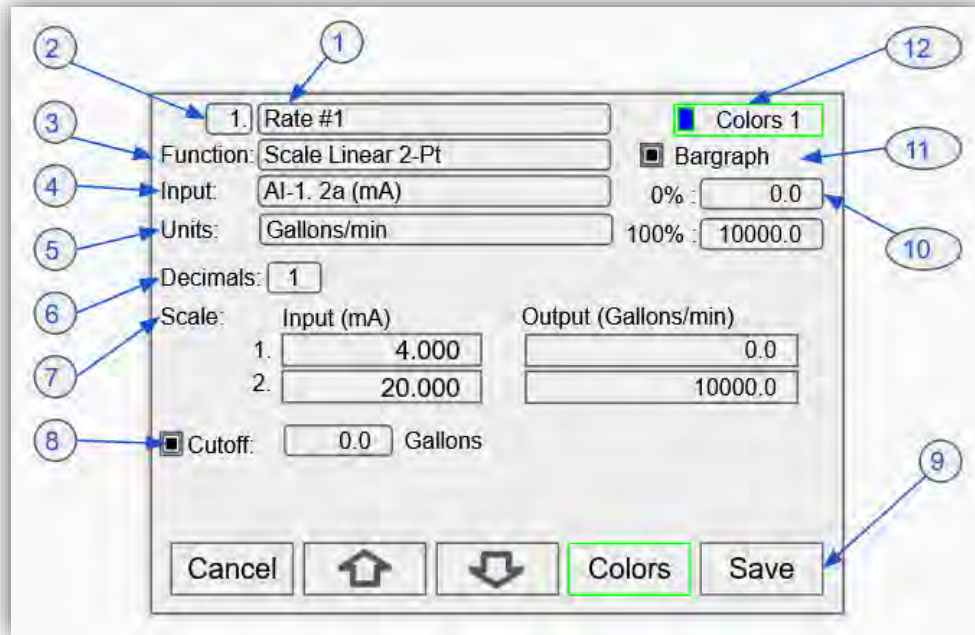 2 1 12
1. Rate #1 Colors 1
3 Function: Scale Linear 2-Pt Bargraph 11
4 Input: AI-1. 2a (mA) 0% : 0.0
5 Units: Gallons/min 100% : 10000.0 10
6 Decimals: 1
7 Scale: Input (mA) Output (Gallons/min)
1. 4.000 0.0
2. 20.000 10000.0
8 Cutoff: 0.0 Gallons 9
Cancel Colors Save